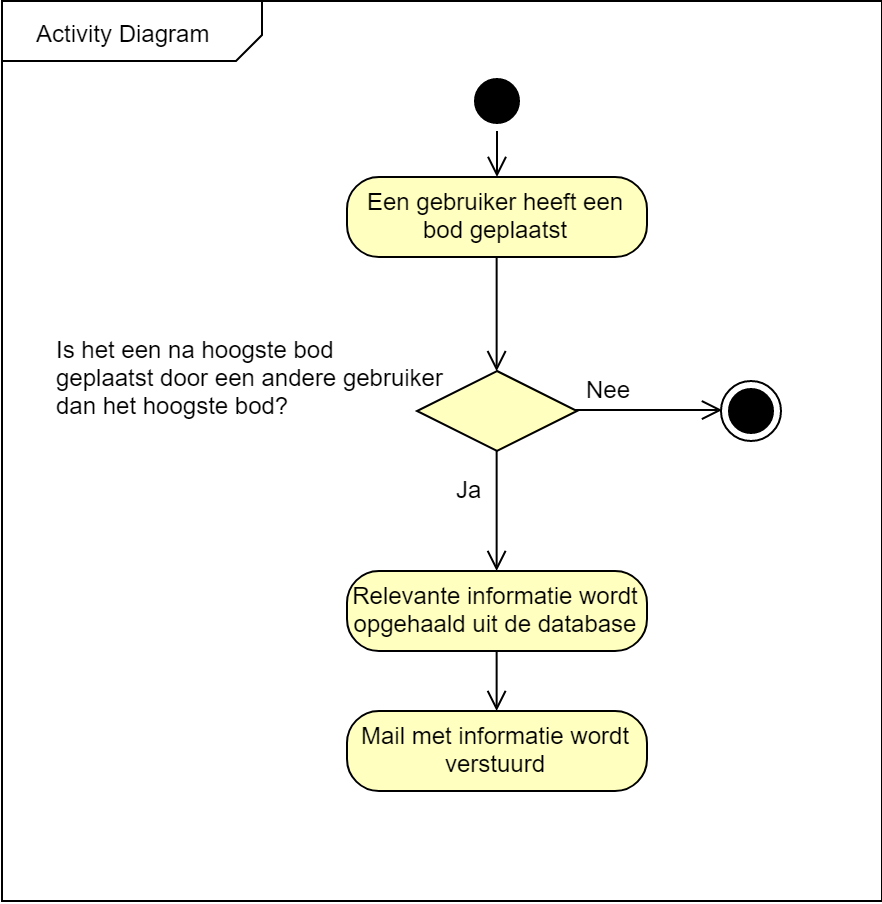 Activity Diagram
Een gebruiker heeft een
bod geplaatst
Is het een na hoogste bod
geplaatst door een andere gebruiker
dan het hoogste bod?
Nee
Ja
Relevante informatie wordt
opgehaald uit de database
Mail met informatie wordt
verstuurd